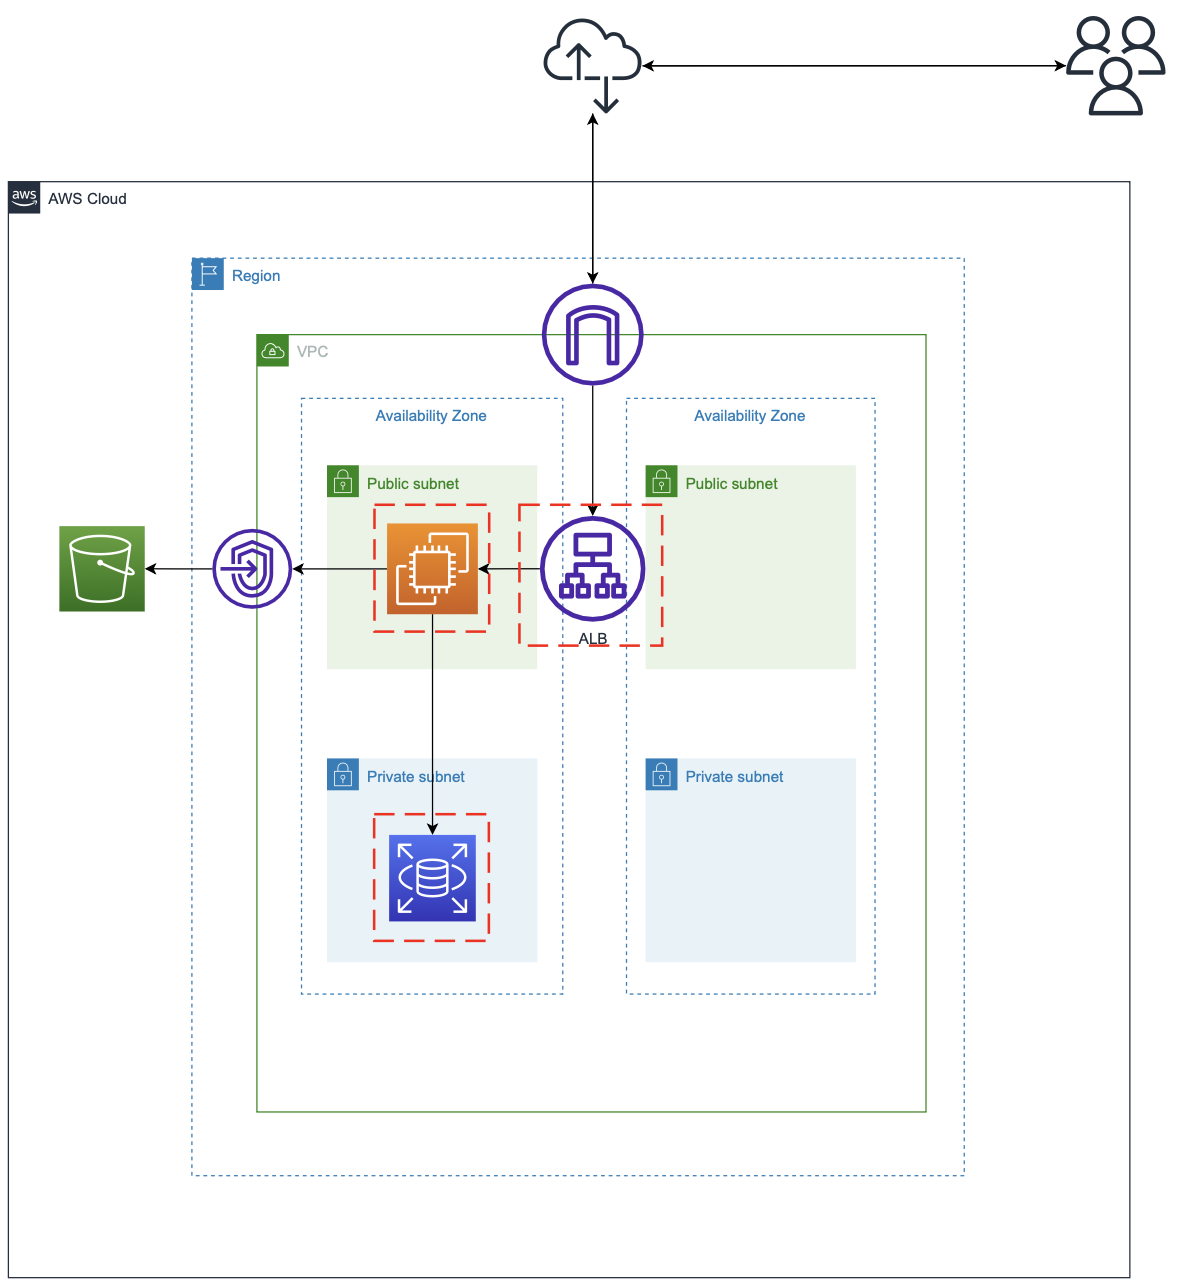 aws
AWS Cloud
Region
VPC
Availability Zone
Availability Zone
Public subnet
Public subnet
ALB
Private subnet
Private subnet